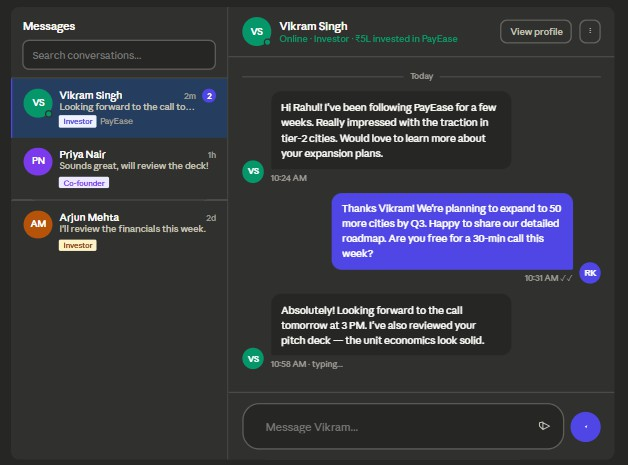 Messages
Search conversations...
VS
Vikram Singh
2m
2
Looking forward to the call to...
Investor PayEase
PN
Priya Nair
1h
Sounds great, will review the deck!
Co-founder
AM
Arjun Mehta
2d
I'll review the financials this week.
Investor
VS
Vikram Singh
Online · Investor · ₹5L invested in PayEase
View profile
Today
Hi Rahul! I've been following PayEase for a few
weeks. Really impressed with the traction in
tier-2 cities. Would love to learn more about
your expansion plans.
VS
10:24 AM
Thanks Vikram! We're planning to expand to 50
more cities by Q3. Happy to share our detailed
roadmap. Are you free for a 30-min call this
week?
RK
10:31 AM ✓✓
Absolutely! Looking forward to the call
tomorrow at 3 PM. I've also reviewed your
pitch deck — the unit economics look solid.
VS
10:58 AM · typing...
Message Vikram...